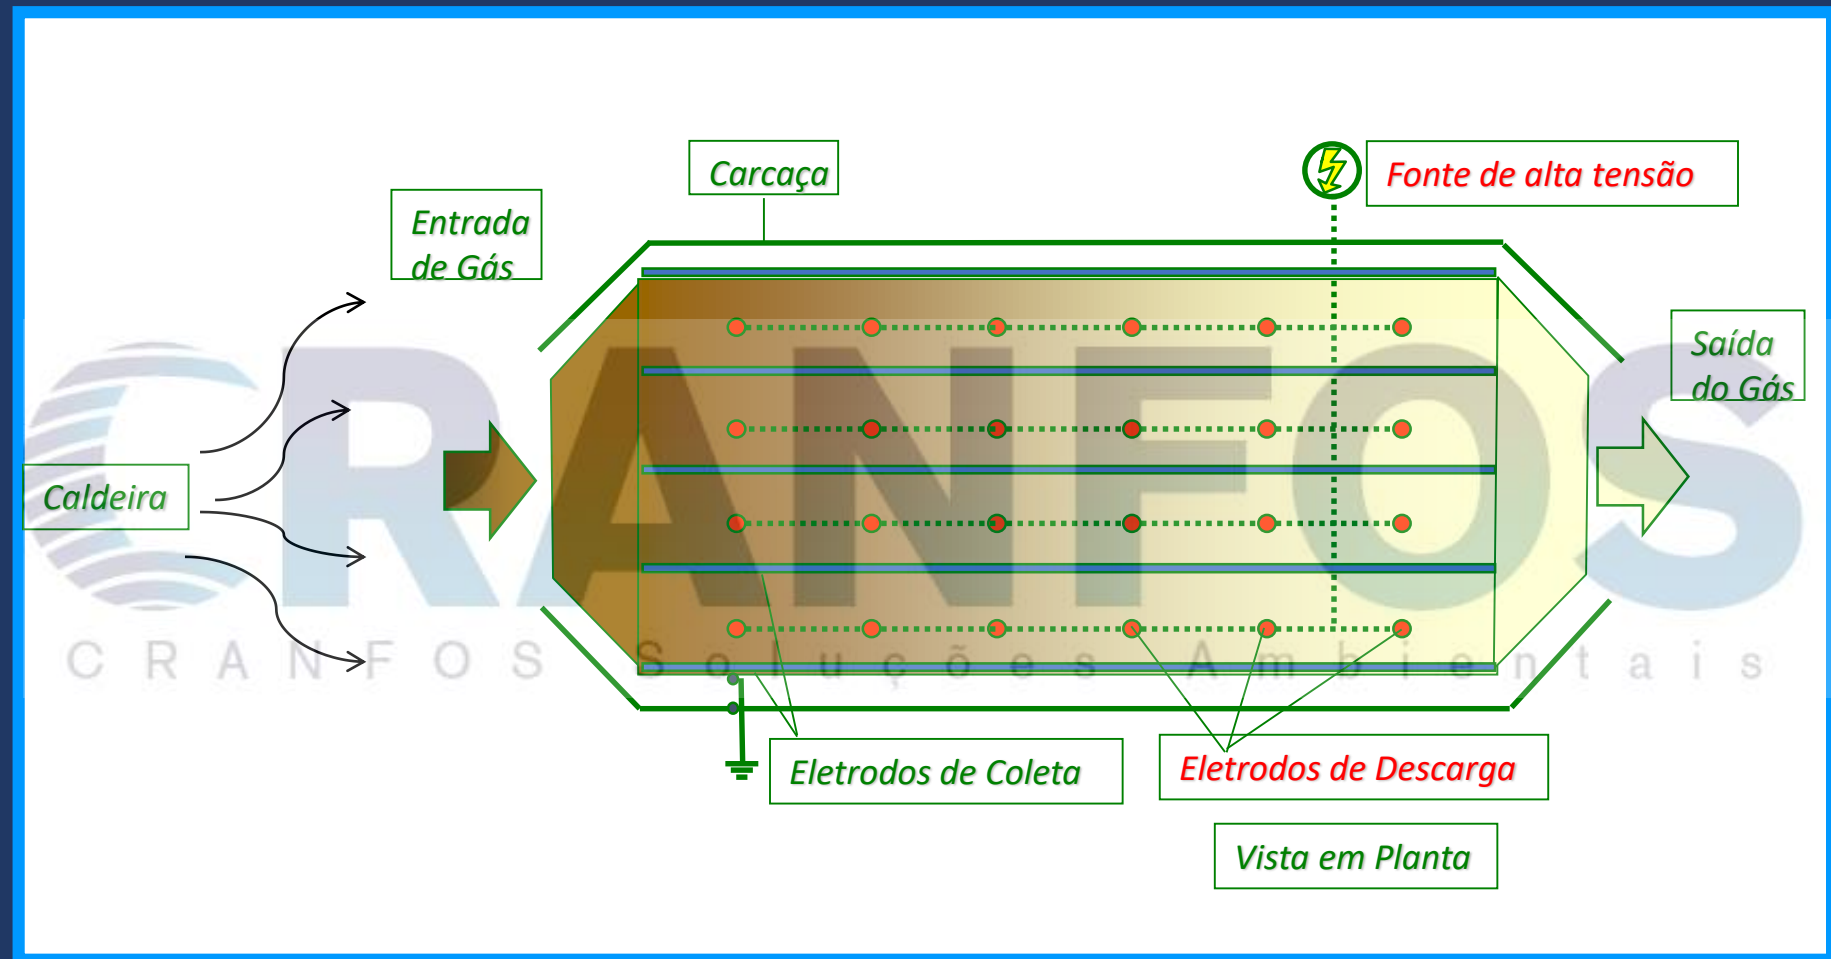 Carcaça
Fonte de alta tensão
Entrada
de Gás
Saída
do Gás
Caldeira
CRANFOS
CRANFOS Soluções Ambientais
Eletrodos de Coleta
Eletrodos de Descarga
Vista em Planta